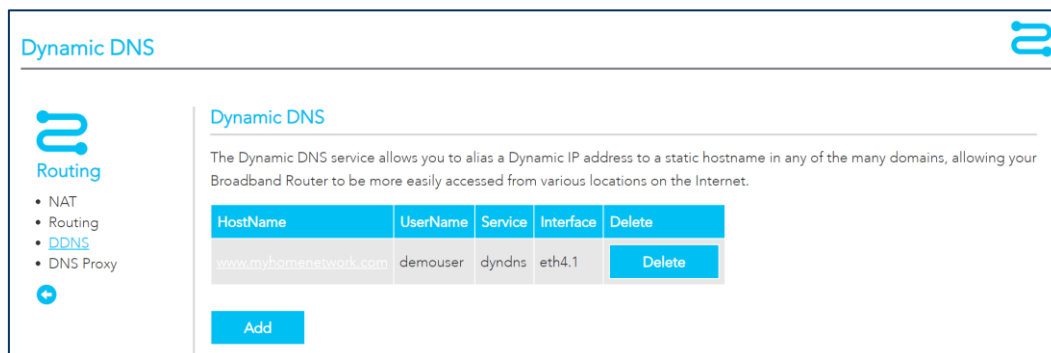 Dynamic DNS
Routing
• NAT
• Routing
• DDNS
• DNS Proxy
Dynamic DNS
The Dynamic DNS service allows you to alias a Dynamic IP address to a static hostname in any of the many domains, allowing your
Broadband Router to be more easily accessed from various locations on the Internet.
HostName UserName Service Interface Delete
www.myhomenetwork.com demouser dyndns eth4.1 Delete
Add